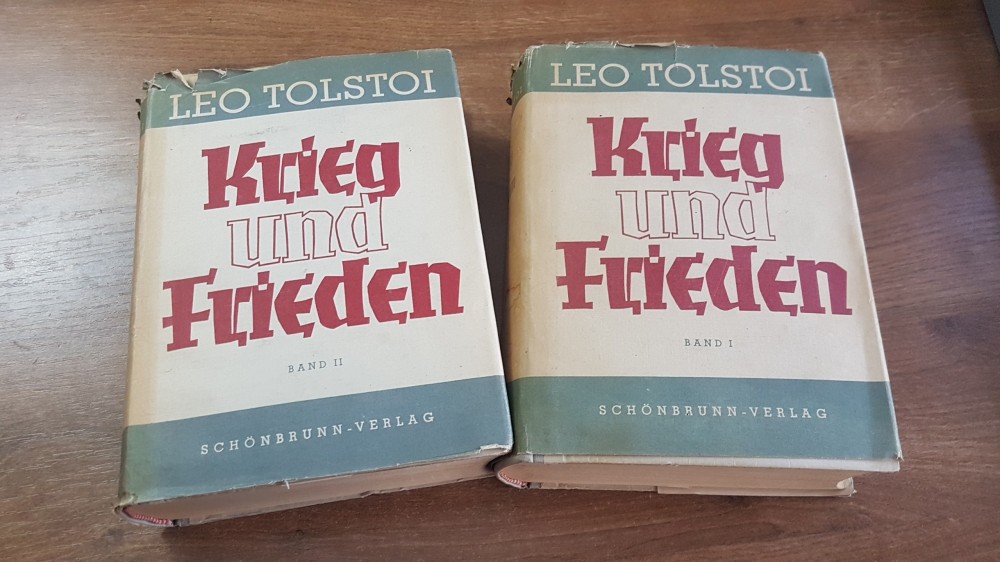 LEO TOLSTOI
Krieg
und
Frieden
BAND II
SCHÖNBRUNN-VERLAG
LEO TOLSTOI
Krieg
und
Frieden
BAND I
SCHÖNBRUNN-VERLAG